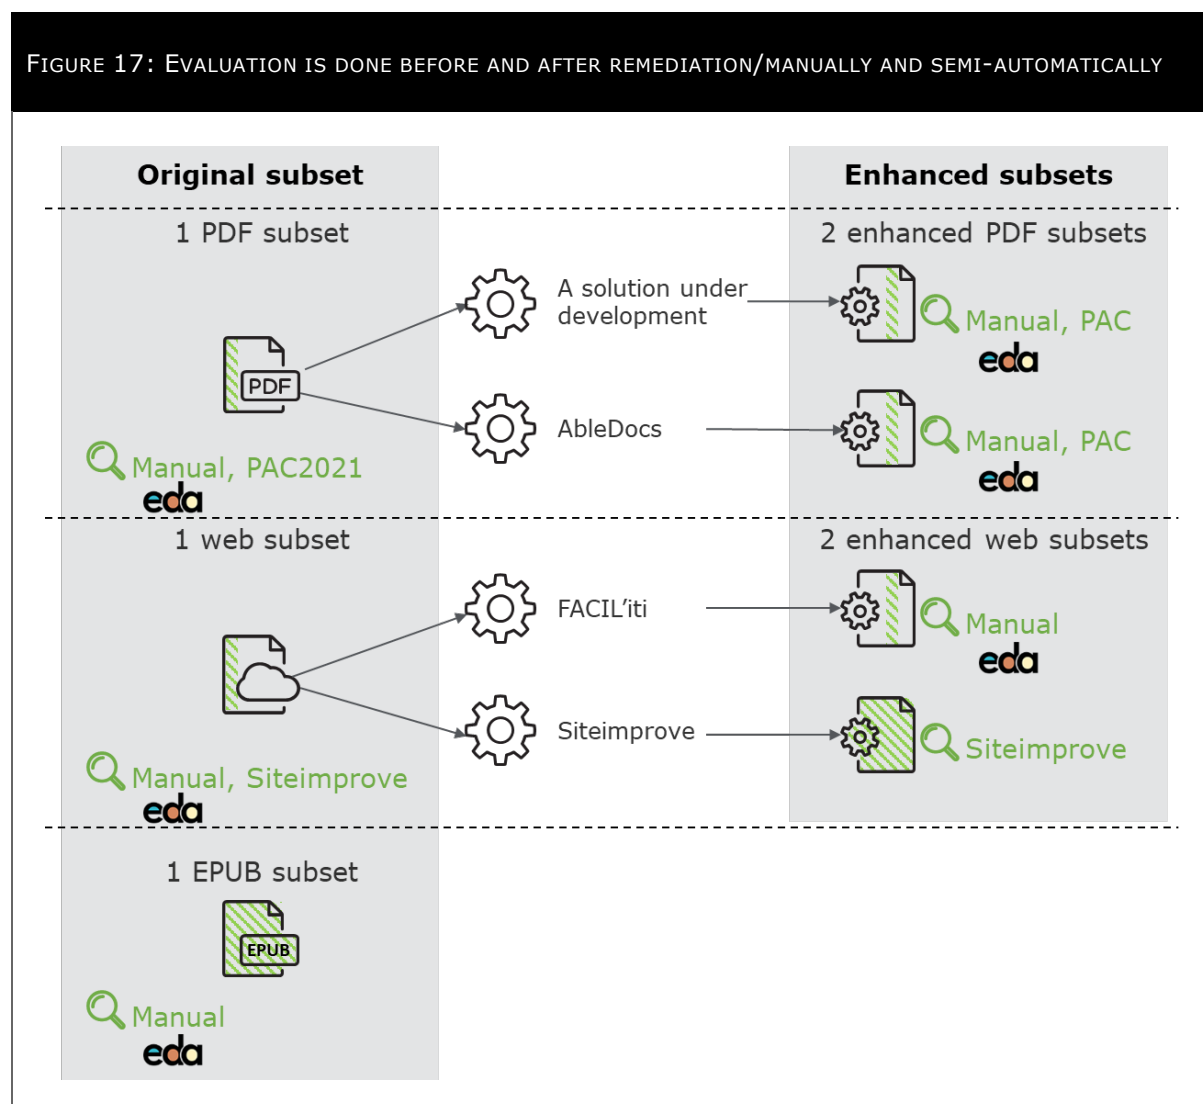 FIGURE 17: EVALUATION IS DONE BEFORE AND AFTER REMEDIATION/MANUALLY AND SEMI-AUTOMATICALLY
Original subset
Enhanced subsets
1 PDF subset
2 enhanced PDF subsets
A solution under
development
Manual, PAC
eda
PDF
AbleDocs
Manual, PAC
eda
Manual, PAC2021
eda
1 web subset
2 enhanced web subsets
FACIL'iti
Manual
eda
Siteimprove
Siteimprove
Manual, Siteimprove
eda
1 EPUB subset
EPUB
Manual
eda